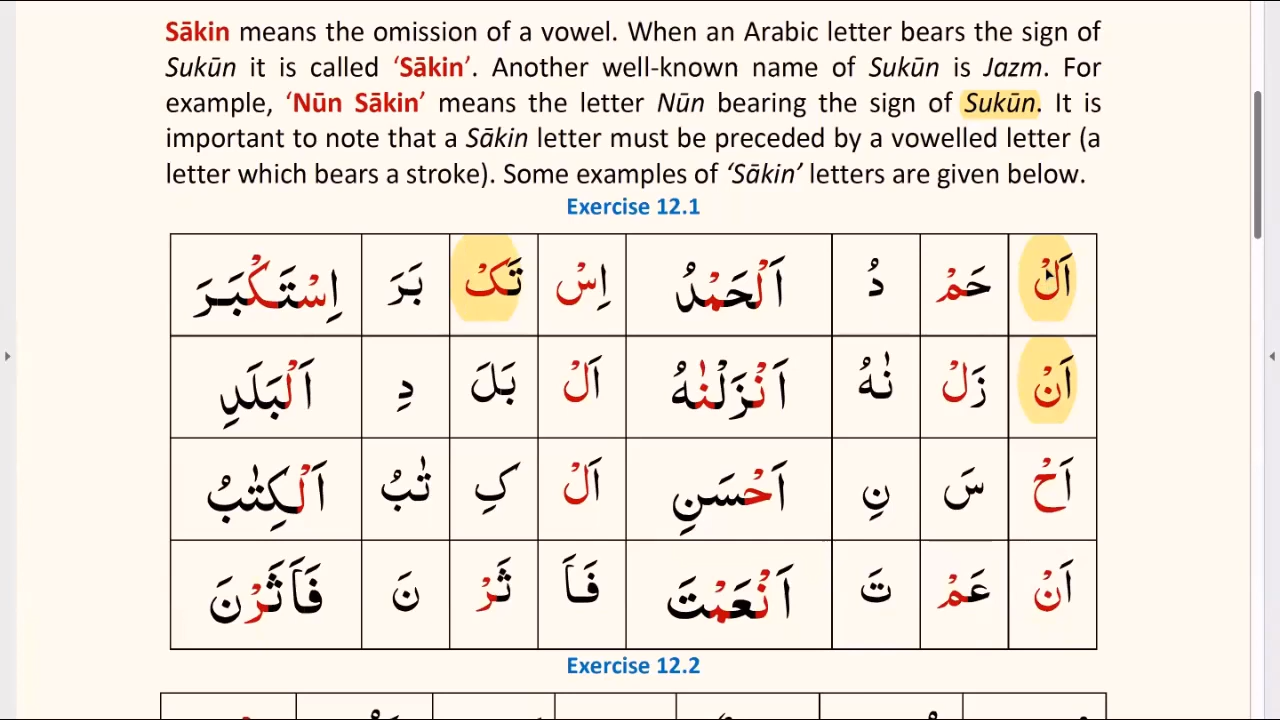 Sākin means the omission of a vowel. When an Arabic letter bears the sign of
Sukūn it is called ‘Sākin’. Another well-known name of Sukūn is Jazm. For
example, ‘Nūn Sākin’ means the letter Nūn bearing the sign of Sukūn. It is
important to note that a Sākin letter must be preceded by a vowelled letter (a
letter which bears a stroke). Some examples of ‘Sākin’ letters are given below.
Exercise 12.1
اَلْ حَمْ دُ اَلْحَمْدُ اِسْ تَكْ بَرَ اِسْتَكْبَرَ
اَنْ زَلْ نٰهُ اَنْزَلْنٰهُ اَلْ بَلَ دِ اَلْبَلَدِ
اَحْ سَ نِ اَحْسَنِ اَلْ كِ تٰبُ اَلْكِتٰبُ
اَنْ عَمْ تَ اَنْعَمْتَ فَاَ ثَرْ نَ فَاَثَرْنَ
Exercise 12.2